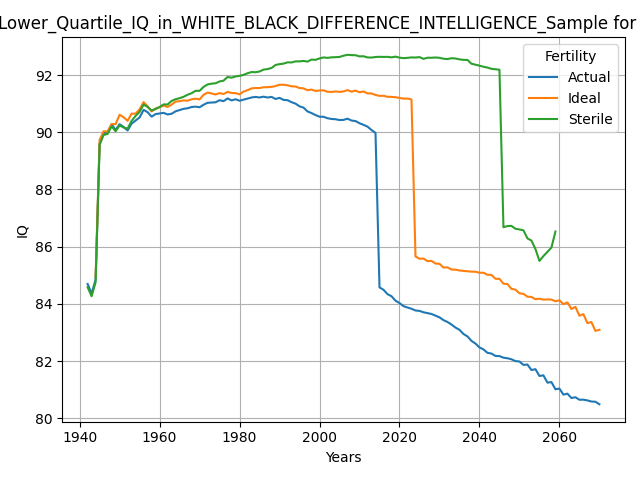 Lower_Quartile_IQ_in_WHITE_BLACK_DIFFERENCE_INTELLIGENCE_Sample for
Fertility
Actual
Ideal
Sterile
IQ
92
90
88
86
84
82
80
1940 1960 1980 2000 2020 2040 2060
Years